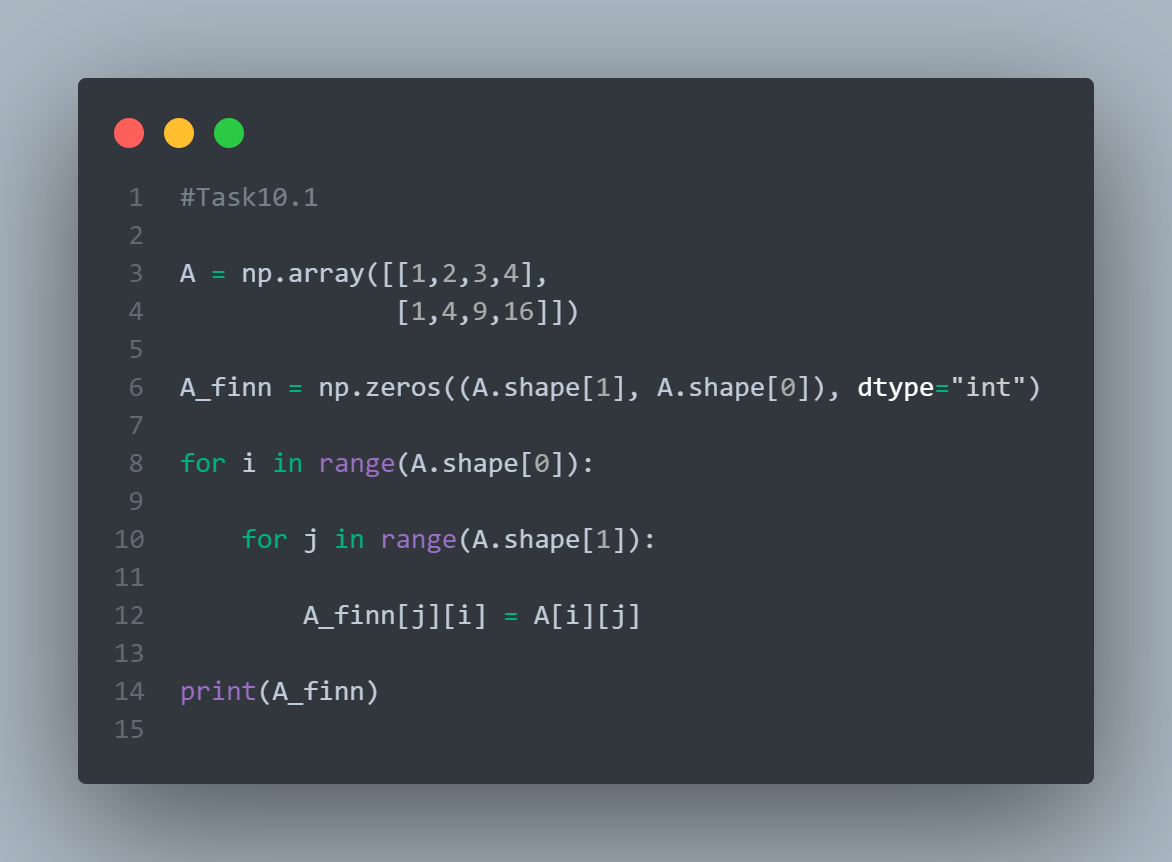 1 #Task10.1
2
3 A = np.array([[1,2,3,4],
4               [1,4,9,16]])
5
6 A_finn = np.zeros((A.shape[1], A.shape[0]), dtype="int")
7
8 for i in range(A.shape[0]):
9
10     for j in range(A.shape[1]):
11
12         A_finn[j][i] = A[i][j]
13
14 print(A_finn)
15